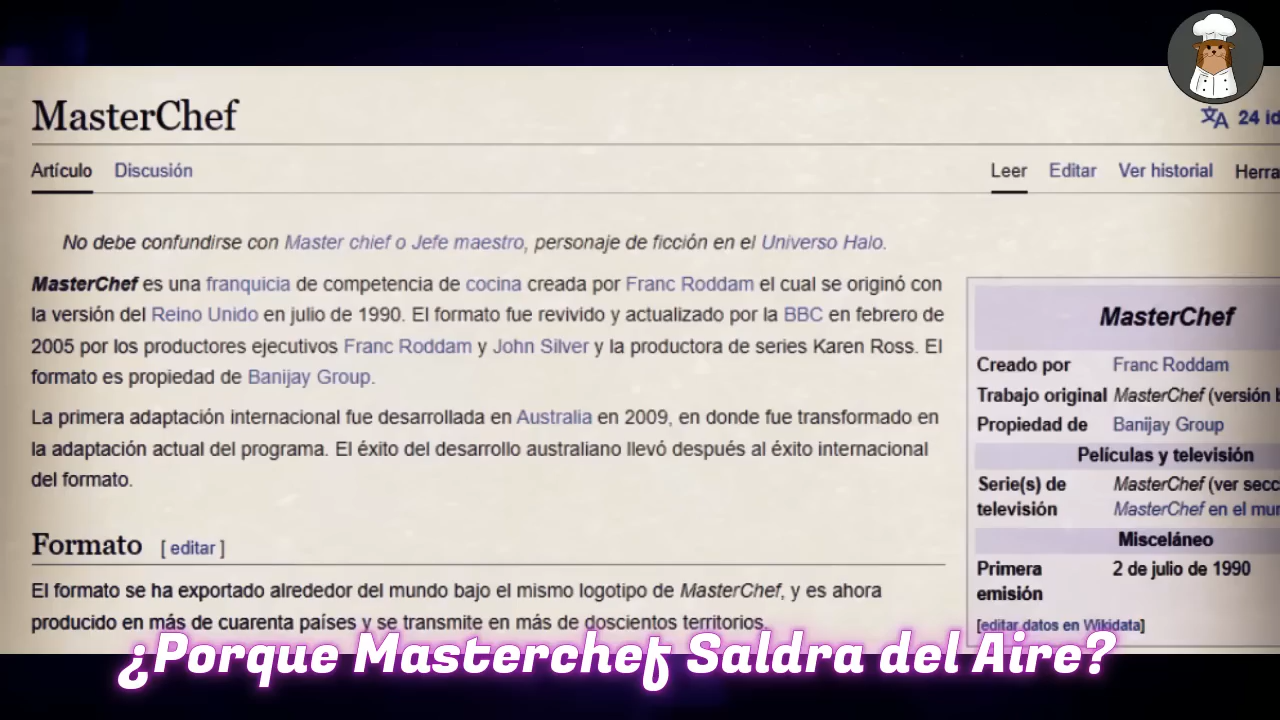 MasterChef
24 id
Artículo Discusión Leer Editar Ver historial Herra
No debe confundirse con Master chief o Jefe maestro, personaje de ficción en el Universo Halo.
MasterChef es una franquicia de competencia de cocina creada por Franc Roddam el cual se originó con
la versión del Reino Unido en julio de 1990. El formato fue revivido y actualizado por la BBC en febrero de
2005 por los productores ejecutivos Franc Roddam y John Silver y la productora de series Karen Ross. El
formato es propiedad de Banijay Group.
La primera adaptación internacional fue desarrollada en Australia en 2009, en donde fue transformado en
la adaptación actual del programa. El éxito del desarrollo australiano llevó después al éxito internacional
del formato.
Formato [ editar ]
El formato se ha exportado alrededor del mundo bajo el mismo logotipo de MasterChef, y es ahora
producido en más de cuarenta países y se transmite en más de doscientos territorios.
MasterChef
Creado por Franc Roddam
Trabajo original MasterChef (versión b
Propiedad de Banijay Group
Películas y televisión
Serie(s) de MasterChef (ver secc
televisión MasterChef en el mun
Misceláneo
Primera 2 de julio de 1990
emisión
[editar datos en Wikidata]
¿Porque Masterchef Saldra del Aire?